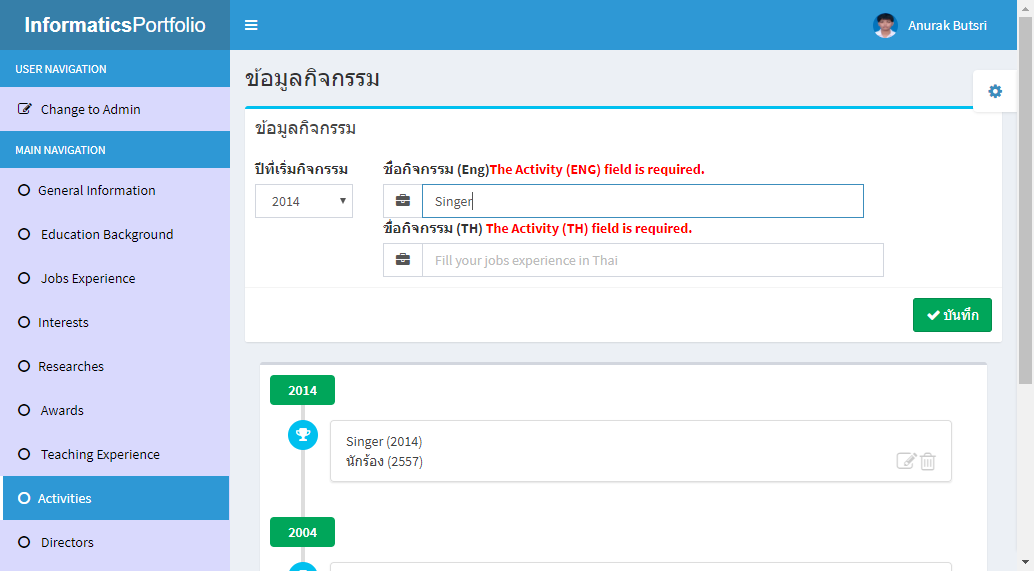 InformaticsPortfolio
Anurak Butsri
USER NAVIGATION
Change to Admin
MAIN NAVIGATION
General Information
Education Background
Jobs Experience
Interests
Researches
Awards
Teaching Experience
Activities
Directors
ข้อมูลกิจกรรม
ข้อมูลกิจกรรม
ปีที่เริ่มกิจกรรม
2014
ชื่อกิจกรรม (Eng)The Activity (ENG) field is required.
Singer
ชื่อกิจกรรม (TH) The Activity (TH) field is required.
Fill your jobs experience in Thai
บันทึก
2014
Singer (2014)
นักร้อง (2557)
2004